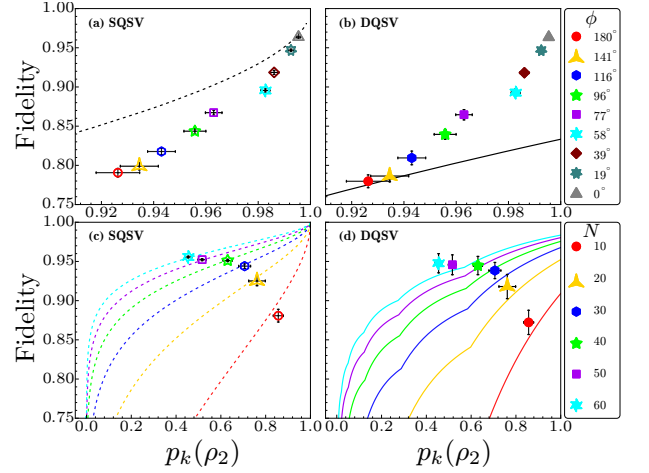 (a) SQSV
(b) DQSV
Fidelity
1.00
0.95
0.90
0.85
0.80
0.75
0.92 0.94 0.96 0.98 1.0
0.92 0.94 0.96 0.98 1.0
ϕ
180°
141°
116°
96°
77°
58°
39°
19°
0°
(c) SQSV
(d) DQSV
Fidelity
1.00
0.95
0.90
0.85
0.80
0.75
0.0 0.2 0.4 0.6 0.8 1.0
0.0 0.2 0.4 0.6 0.8 1.0
p_k(ρ_2)
p_k(ρ_2)
N
10
20
30
40
50
60